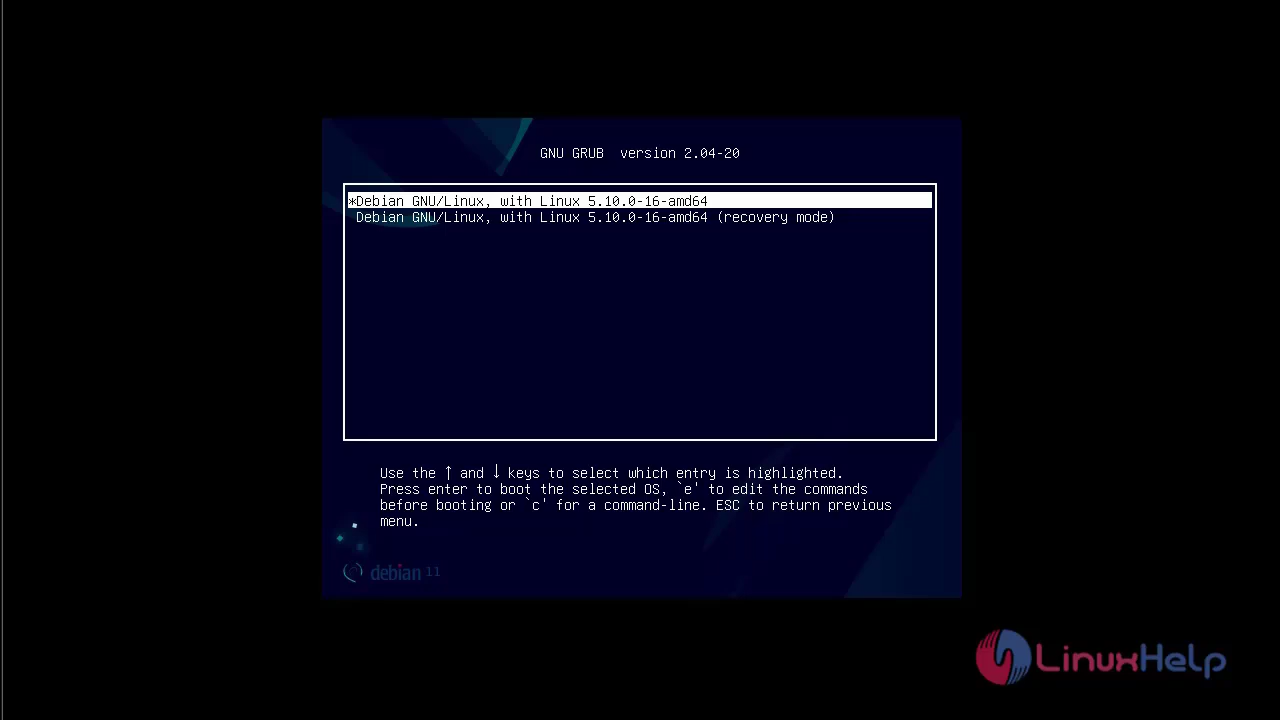 GNU GRUB version 2.04-20
*Debian GNU/Linux, with Linux 5.10.0-16-amd64
Debian GNU/Linux, with Linux 5.10.0-16-amd64 (recovery mode)
Use the ↑ and ↓ keys to select which entry is highlighted.
Press enter to boot the selected OS, `e' to edit the commands
before booting or `c' for a command-line. ESC to return previous
menu.
debian 11
LinuxHelp